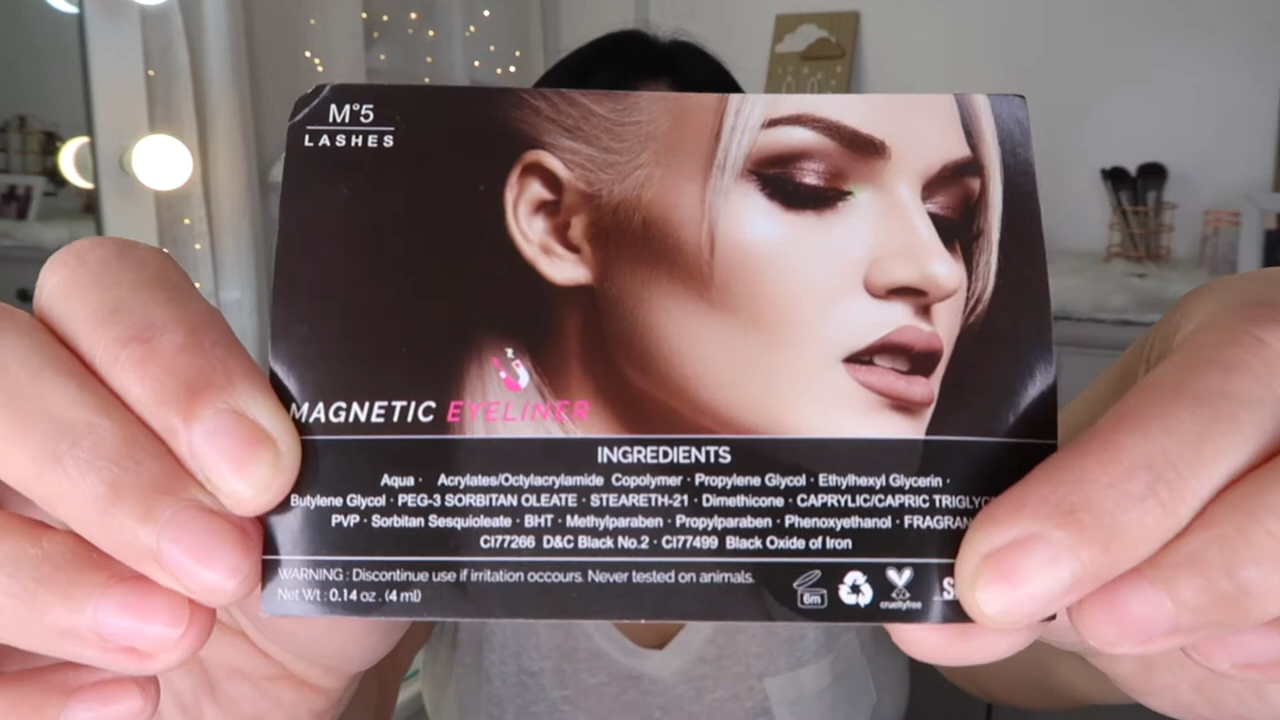 M°5
LASHES
MAGNETIC EYELINER
INGREDIENTS
Aqua · Acrylates/Octylacrylamide Copolymer · Propylene Glycol · Ethylhexyl Glycerin ·
Butylene Glycol · PEG-3 SORBITAN OLEATE · STEARETH-21 · Dimethicone · CAPRYLIC/CAPRIC
PVP · Sorbitan Sesquioleate · BHT · Methylparaben · Propylparaben · Phenoxyethanol ·
CI77266 D&C Black No.2 · CI77499 Black Oxide of Iron
WARNING : Discontinue use if irritation occours. Never tested on animals.
Net Wt : 0.14 oz . (4 ml)
6m
crueltyfree